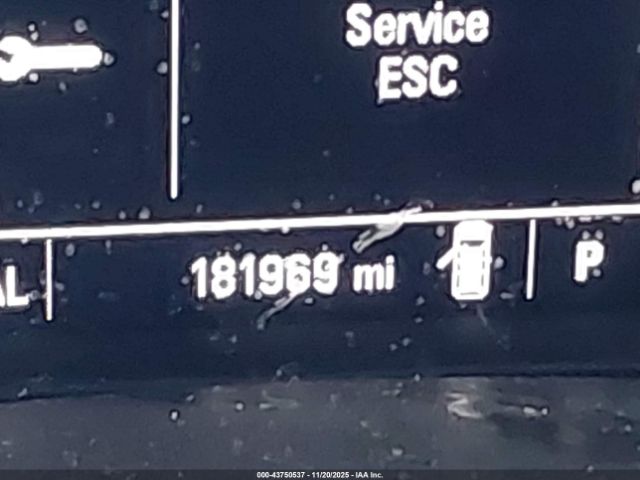 Service
ESC
AL 181969 mi P
000-43750537 - 11/20/2025 - IAA Inc.